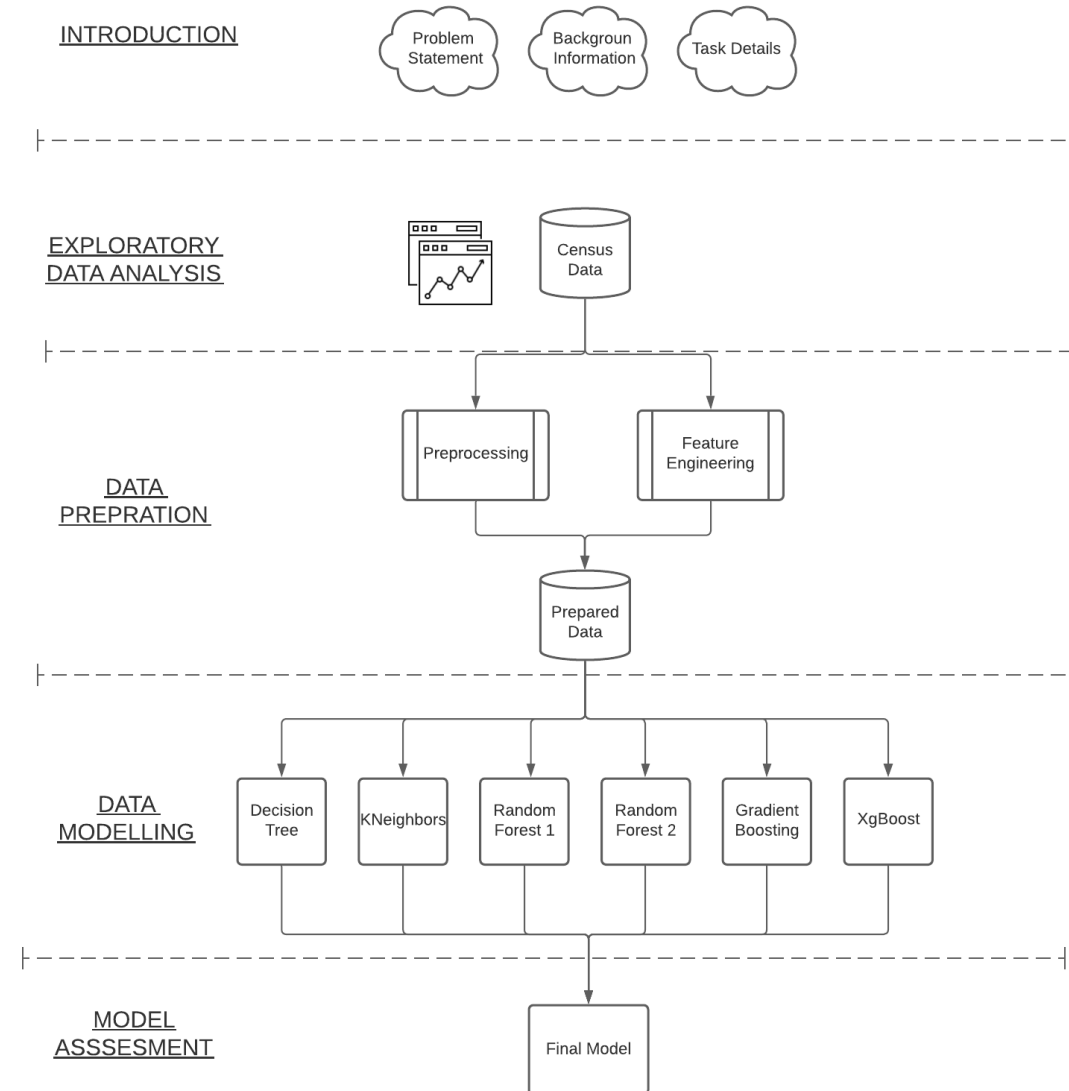 INTRODUCTION
Problem
Statement
Backgroun
Information
Task Details
EXPLORATORY
DATA ANALYSIS
Census
Data
Preprocessing
Feature
Engineering
DATA
PREPRATION
Prepared
Data
DATA
MODELLING
Decision
Tree
KNeighbors
Random
Forest 1
Random
Forest 2
Gradient
Boosting
XgBoost
MODEL
ASSSESMENT
Final Model